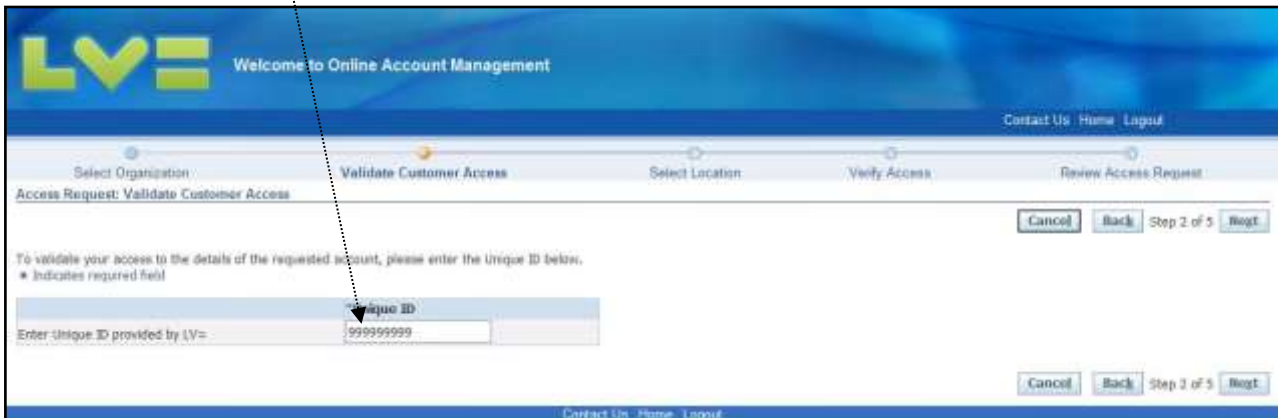 LV=
Welcome to Online Account Management
Contact Us Home Logout
Select Organization Validate Customer Access Select Location Verify Access Review Access Request
Access Request: Validate Customer Access
Cancel Back Step 2 of 5 Next
To validate your access to the details of the requested account, please enter the Unique ID below.
* Indicates required field
*Unique ID
Enter Unique ID provided by LV= 999999999
Cancel Back Step 2 of 5 Next
Contact Us Home Logout